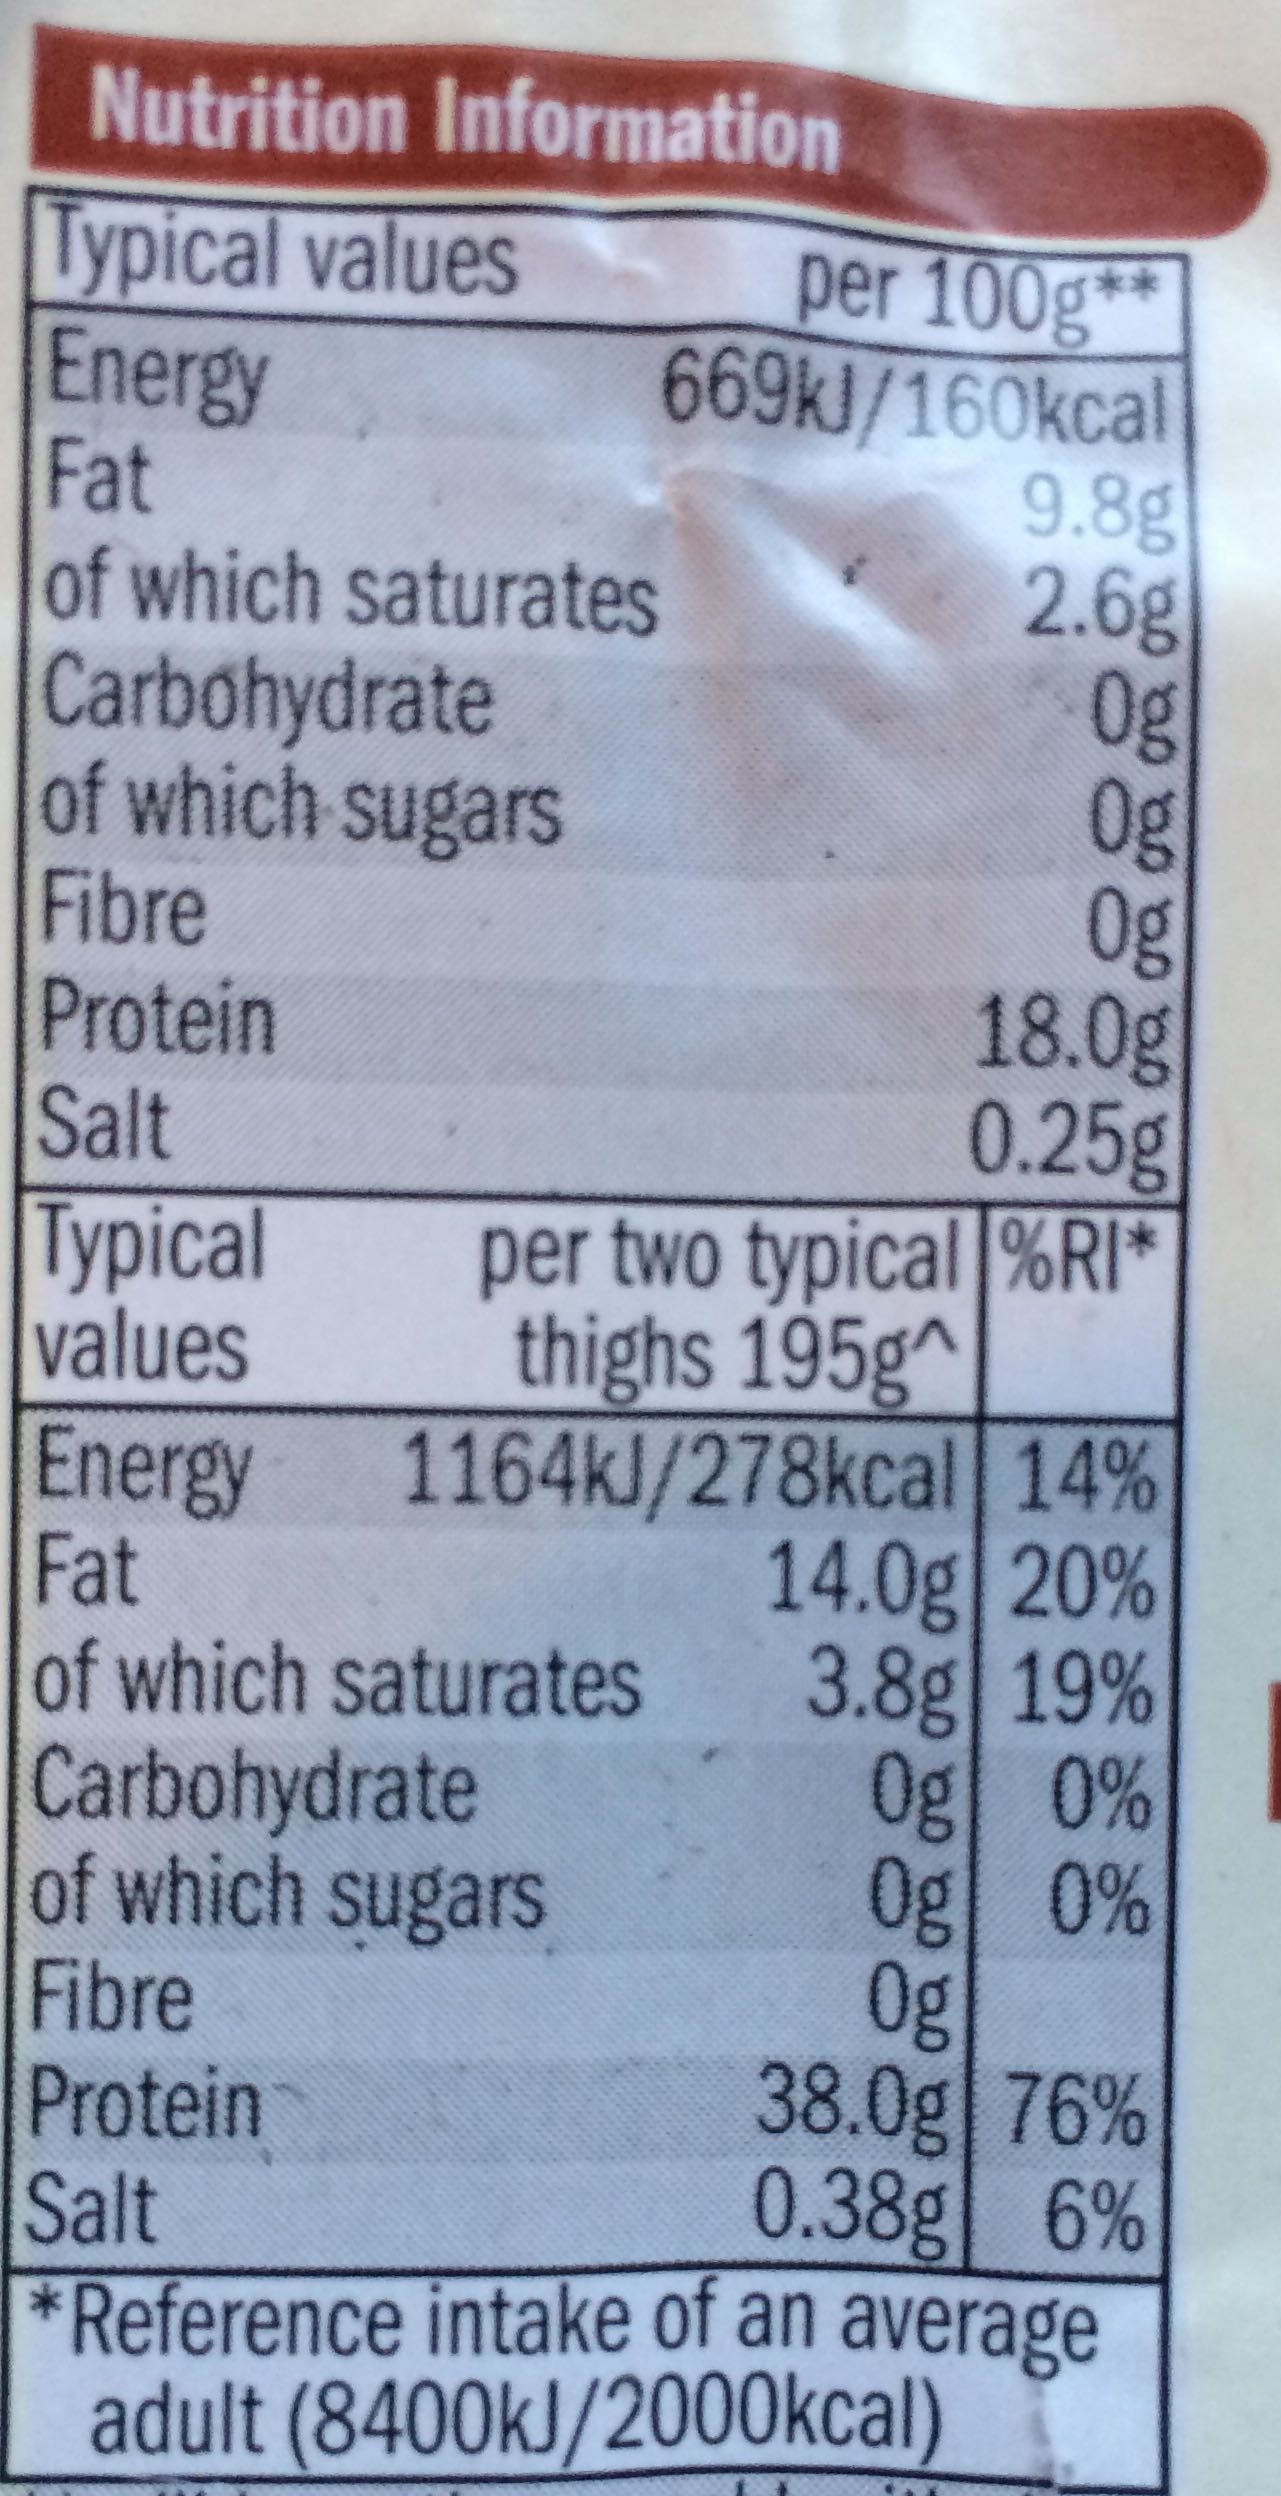 Nutrition Information
Typical values per 100g**
Energy 669kJ/160kcal
Fat 9.8g
of which saturates 2.6g
Carbohydrate 0g
of which sugars 0g
Fibre 0g
Protein 18.0g
Salt 0.25g
Typical per two typical %RI*
values thighs 195g^
Energy 1164kJ/278kcal 14%
Fat 14.0g 20%
of which saturates 3.8g 19%
Carbohydrate 0g 0%
of which sugars 0g 0%
Fibre 0g
Protein 38.0g 76%
Salt 0.38g 6%
*Reference intake of an average
adult (8400kJ/2000kcal)